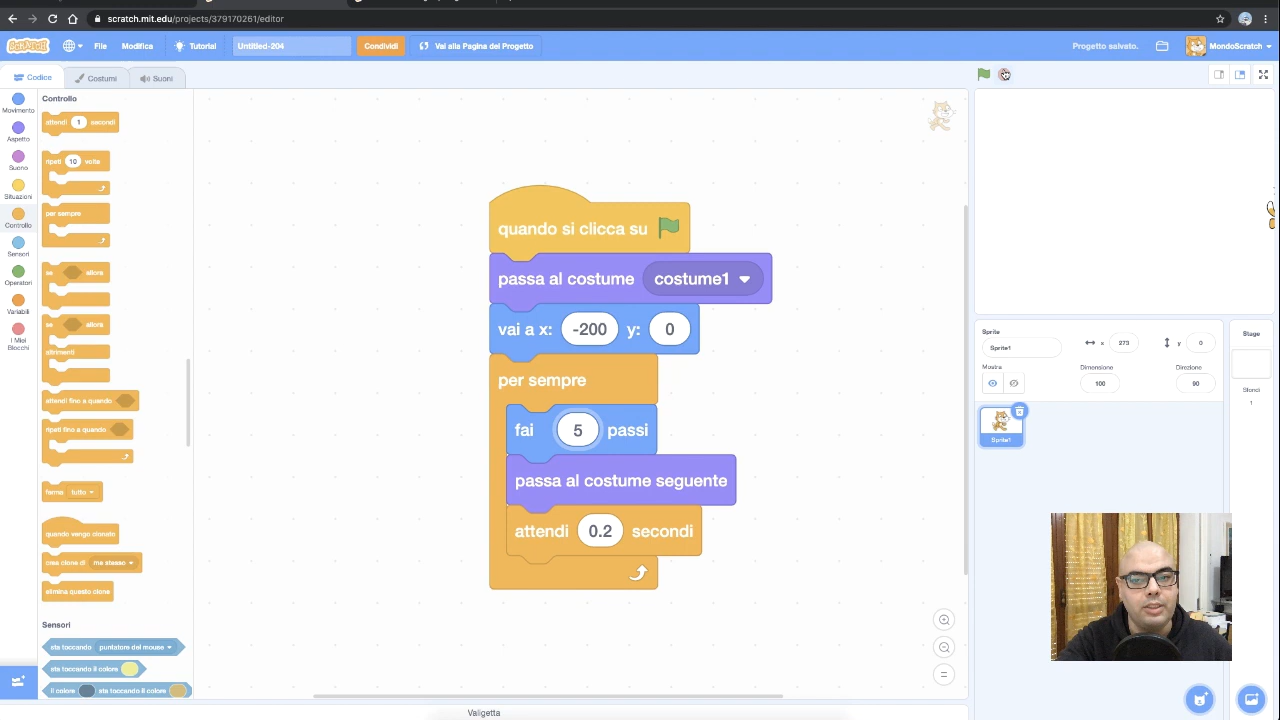 scratch.mit.edu/projects/379170261/editor
SCRATCH
File
Modifica
Tutorial
Untitled-204
Condividi
Vai alla Pagina del Progetto
Progetto salvato.
MondoScratch
Codice
Costumi
Suoni
Movimento
Aspetto
Suono
Situazioni
Controllo
Sensori
Operatori
Variabili
I Miei
Blocchi
Controllo
attendi 1 secondi
ripeti 10 volte
per sempre
se allora
se allora
altrimenti
attendi fino a quando
ripeti fino a quando
ferma tutto
quando vengo clonato
crea clone di me stesso
elimina questo clone
Sensori
sta toccando puntatore del mouse
sta toccando il colore
il colore sta toccando il colore
quando si clicca su
passa al costume costume1
vai a x: -200 y: 0
per sempre
fai 5 passi
passa al costume seguente
attendi 0.2 secondi
Sprite
Sprite1
x 273
y 0
Mostra
Dimensione
100
Direzione
90
Sprite1
Stage
Sfondi
1
Valigetta